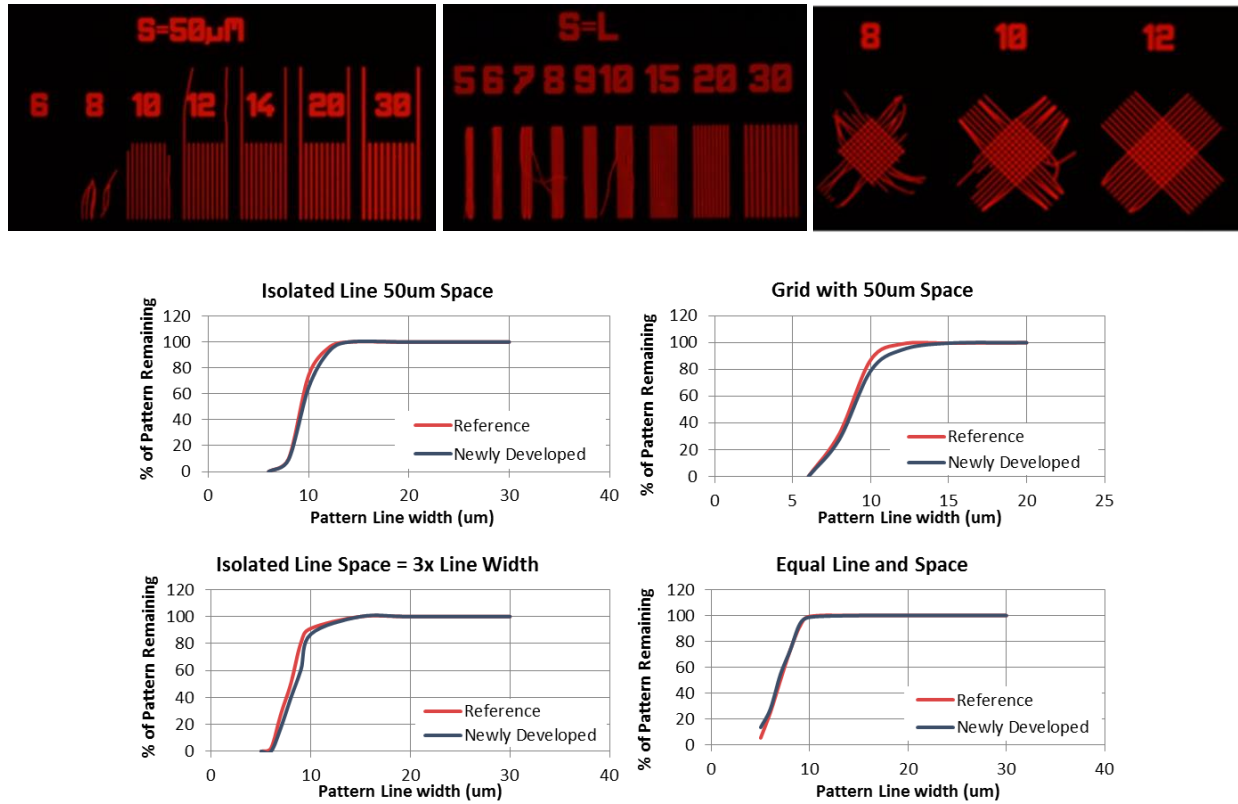 S=50µM
6 8 10 12 14 20 30
S=L
5 6 7 8 9 10 15 20 30
8 10 12
Isolated Line 50um Space
% of Pattern Remaining
120
100
80
60
40
20
0
Reference
Newly Developed
0 10 20 30 40
Pattern Line width (um)
Grid with 50um Space
% of Pattern Remaining
120
100
80
60
40
20
0
Reference
Newly Developed
0 5 10 15 20 25
Pattern Line width (um)
Isolated Line Space = 3x Line Width
% of Pattern Remaining
120
100
80
60
40
20
0
Reference
Newly Developed
0 10 20 30 40
Pattern Line width (um)
Equal Line and Space
% of Pattern Remaining
120
100
80
60
40
20
0
Reference
Newly Developed
0 10 20 30 40
Pattern Line width (um)